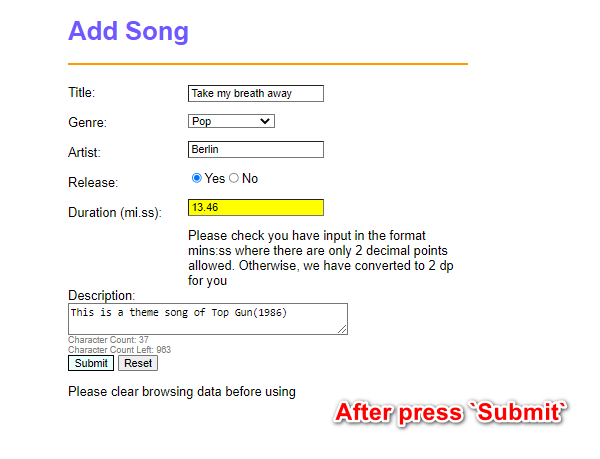 Add Song
Title: Take my breath away
Genre: Pop
Artist: Berlin
Release: Yes No
Duration (mi.ss): 13.46
Please check you have input in the format
mins:ss where there are only 2 decimal points
allowed. Otherwise, we have converted to 2 dp
for you
Description:
This is a theme song of Top Gun(1986)
Character Count: 37
Character Count Left: 963
Submit Reset
Please clear browsing data before using
After press `Submit`